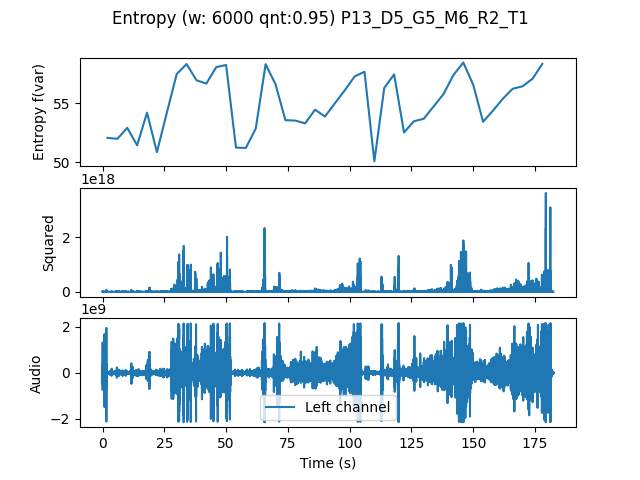 Entropy (w: 6000 qnt:0.95) P13_D5_G5_M6_R2_T1
Entropy f(var)
55
50
1e18
Squared
2
0
1e9
Audio
2
0
−2
Left channel
0 25 50 75 100 125 150 175
Time (s)